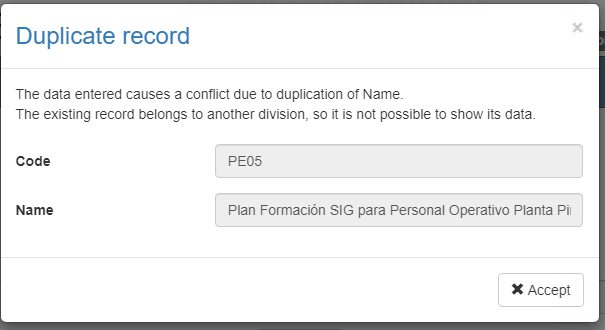 Duplicate record
×
The data entered causes a conflict due to duplication of Name.
The existing record belongs to another division, so it is not possible to show its data.
Code PE05
Name Plan Formación SIG para Personal Operativo Planta
✖ Accept